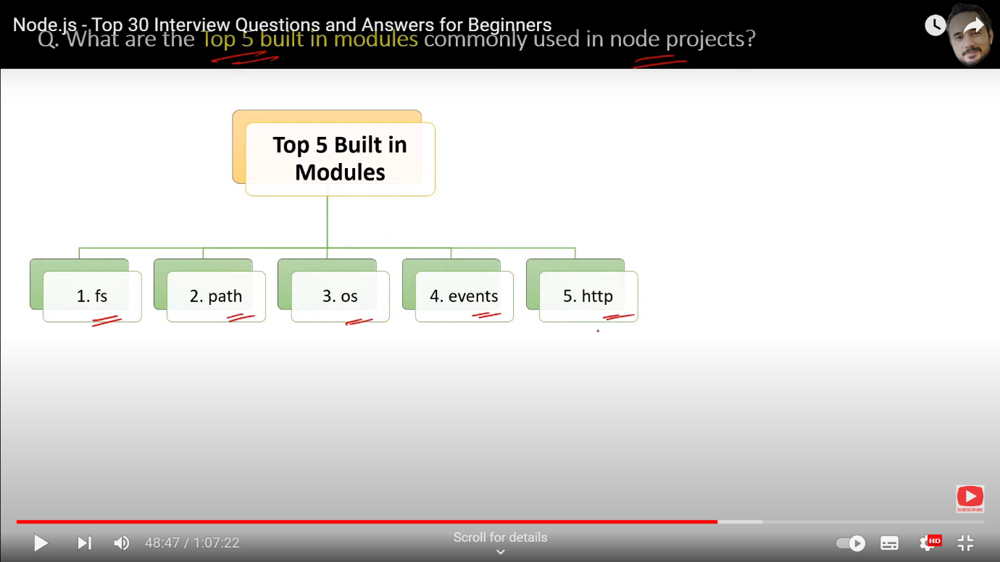 Node.js - Top 30 Interview Questions and Answers for Beginners
Q. What are the Top 5 built in modules commonly used in node projects?
Top 5 Built in
Modules
1. fs
2. path
3. os
4. events
5. http
SUBSCRIBE
48:47 / 1:07:22
Scroll for details
HD